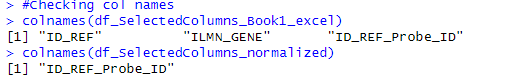 > #Checking col names
> colnames(df_SelectedColumns_Book1_excel)
[1] "ID_REF"          "ILMN_GENE"       "ID_REF_Probe_ID"
> colnames(df_SelectedColumns_normalized)
[1] "ID_REF_Probe_ID"